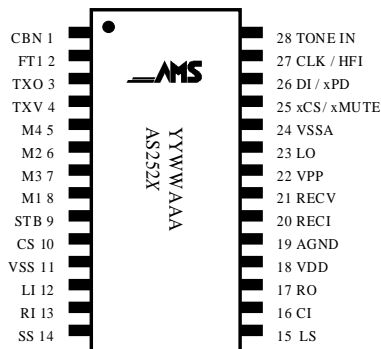 CBN 1
FT1 2
TXO 3
TXV 4
M4 5
M2 6
M3 7
M1 8
STB 9
CS 10
VSS 11
LI 12
RI 13
SS 14
AMS
YYWWAAA
AS252X
28 TONE IN
27 CLK / HFI
26 DI / xPD
25 xCS/ xMUTE
24 VSSA
23 LO
22 VPP
21 RECV
20 RECI
19 AGND
18 VDD
17 RO
16 CI
15 LS